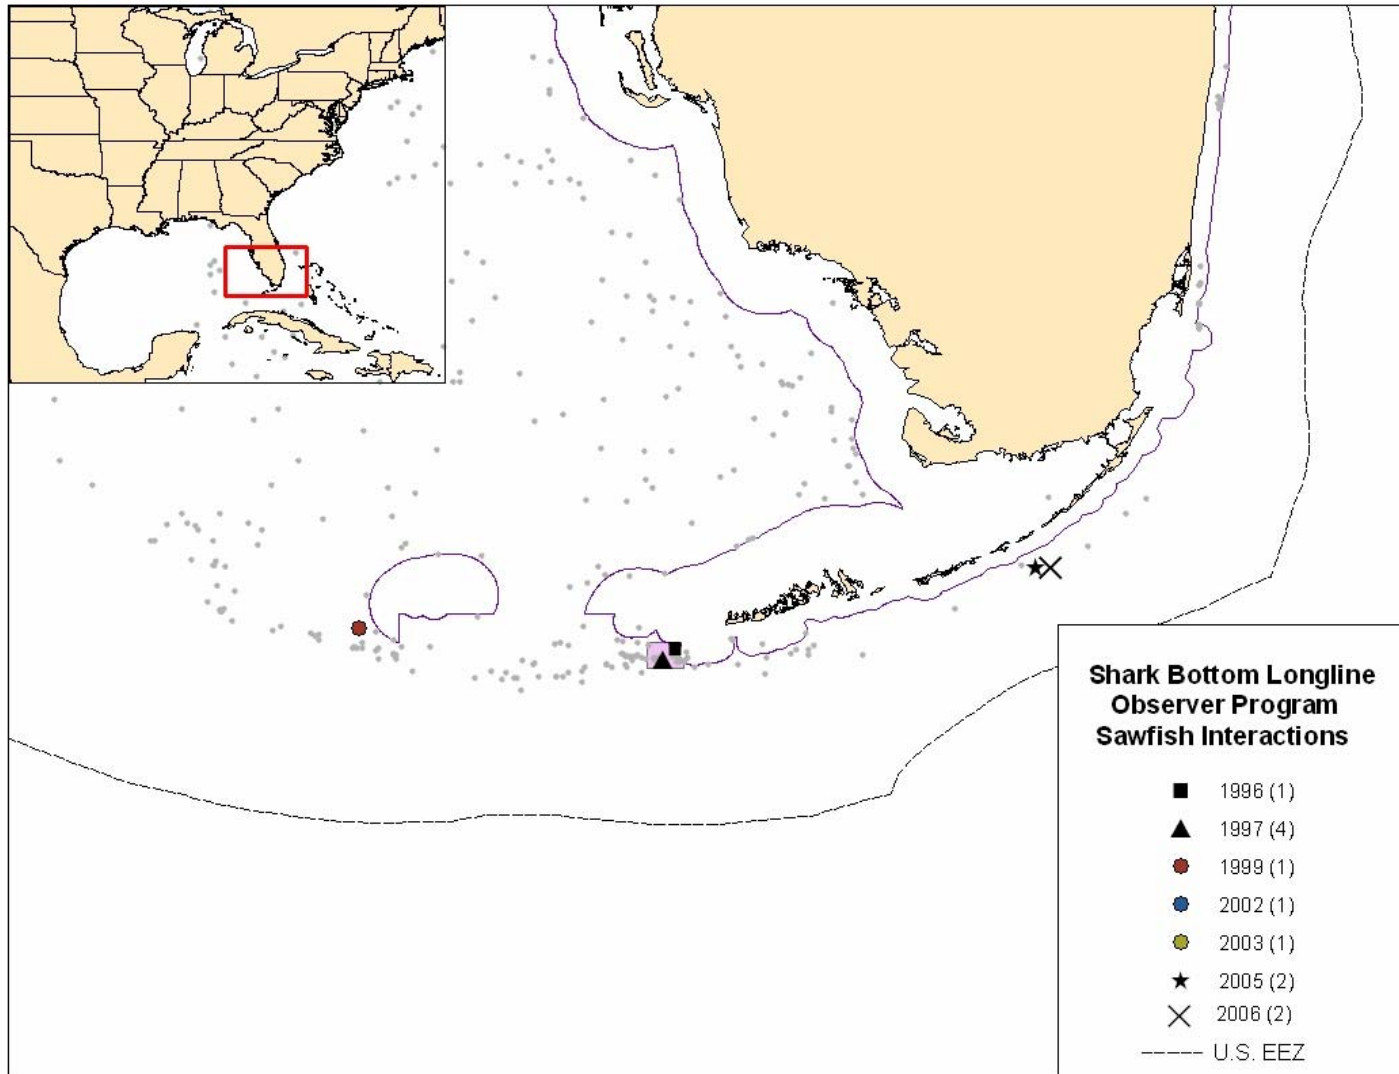 Shark Bottom Longline
Observer Program
Sawfish Interactions
1996 (1)
1997 (4)
1999 (1)
2002 (1)
2003 (1)
2005 (2)
2006 (2)
U.S. EEZ